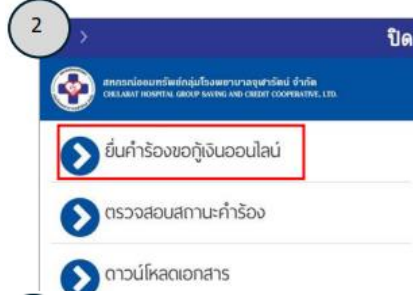 2
ปิด
สหกรณ์ออมทรัพย์กลุ่มโรงพยาบาลจุฬารัตน์ จำกัด
CHULARAT HOSPITAL GROUP SAVING AND CREDIT COOPERATIVE, LTD.
ยื่นคำร้องขอกู้เงินออนไลน์
ตรวจสอบสถานะคำร้อง
ดาวน์โหลดเอกสาร